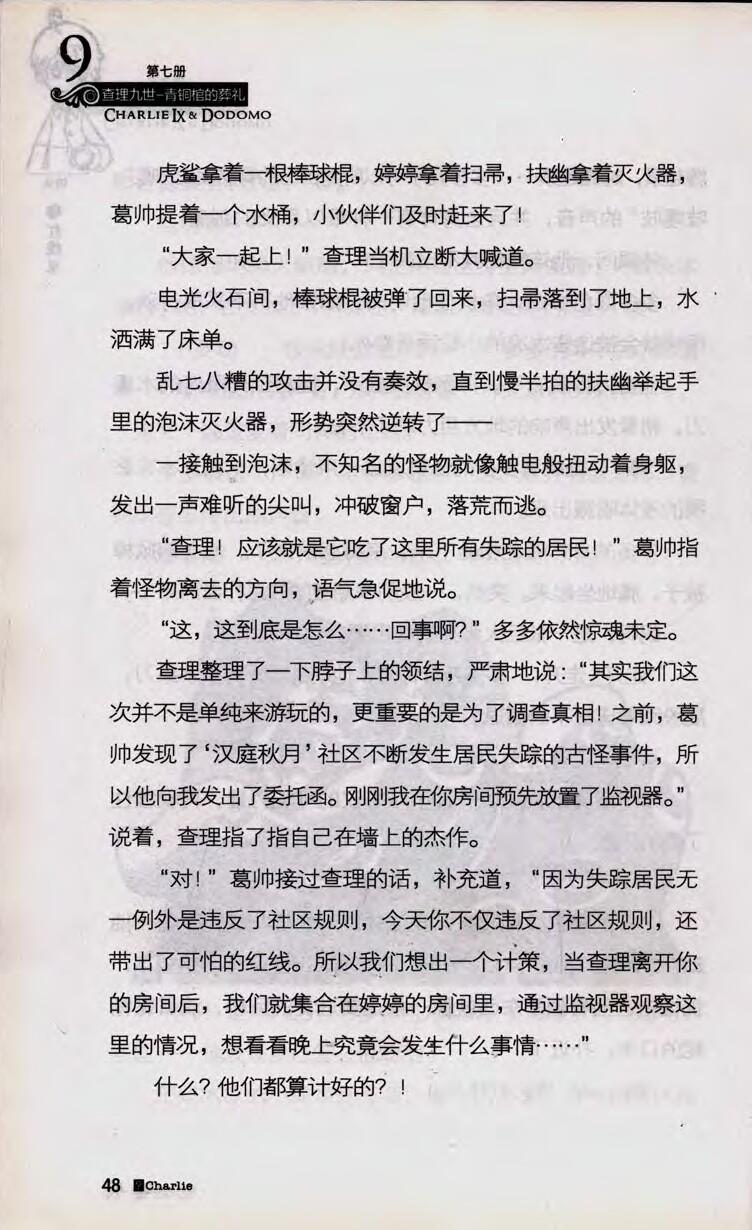 9
第七册
查理九世-青铜棺的葬礼
CHARLIE IX & DODOMO
虎鲨拿着一根棒球棍，婷婷拿着扫帚，扶幽拿着灭火器，
葛帅提着一个水桶，小伙伴们及时赶来了！
“大家一起上！”查理当机立断大喊道。
电光火石间，棒球棍被弹了回来，扫帚落到了地上，水
洒满了床单。
乱七八糟的攻击并没有奏效，直到慢半拍的扶幽举起手
里的泡沫灭火器，形势突然逆转了——
一接触到泡沫，不知名的怪物就像触电般扭动着身躯，
发出一声难听的尖叫，冲破窗户，落荒而逃。
“查理！应该就是它吃了这里所有失踪的居民！”葛帅指
着怪物离去的方向，语气急促地说。
“这，这到底是怎么……回事啊？”多多依然惊魂未定。
查理整理了一下脖子上的领结，严肃地说：“其实我们这
次并不是单纯来游玩的，更重要的是为了调查真相！之前，葛
帅发现了‘汉庭秋月’社区不断发生居民失踪的古怪事件，所
以他向我发出了委托函。刚刚我在你房间预先放置了监视器。”
说着，查理指了指自己在墙上的杰作。
“对！”葛帅接过查理的话，补充道，“因为失踪居民无
一例外是违反了社区规则，今天你不仅违反了社区规则，还
带出了可怕的红线。所以我们想出一个计策，当查理离开你
的房间后，我们就集合在婷婷的房间里，通过监视器观察这
里的情况，想看看晚上究竟会发生什么事情……”
什么？他们都算计好的？！
48 Charlie